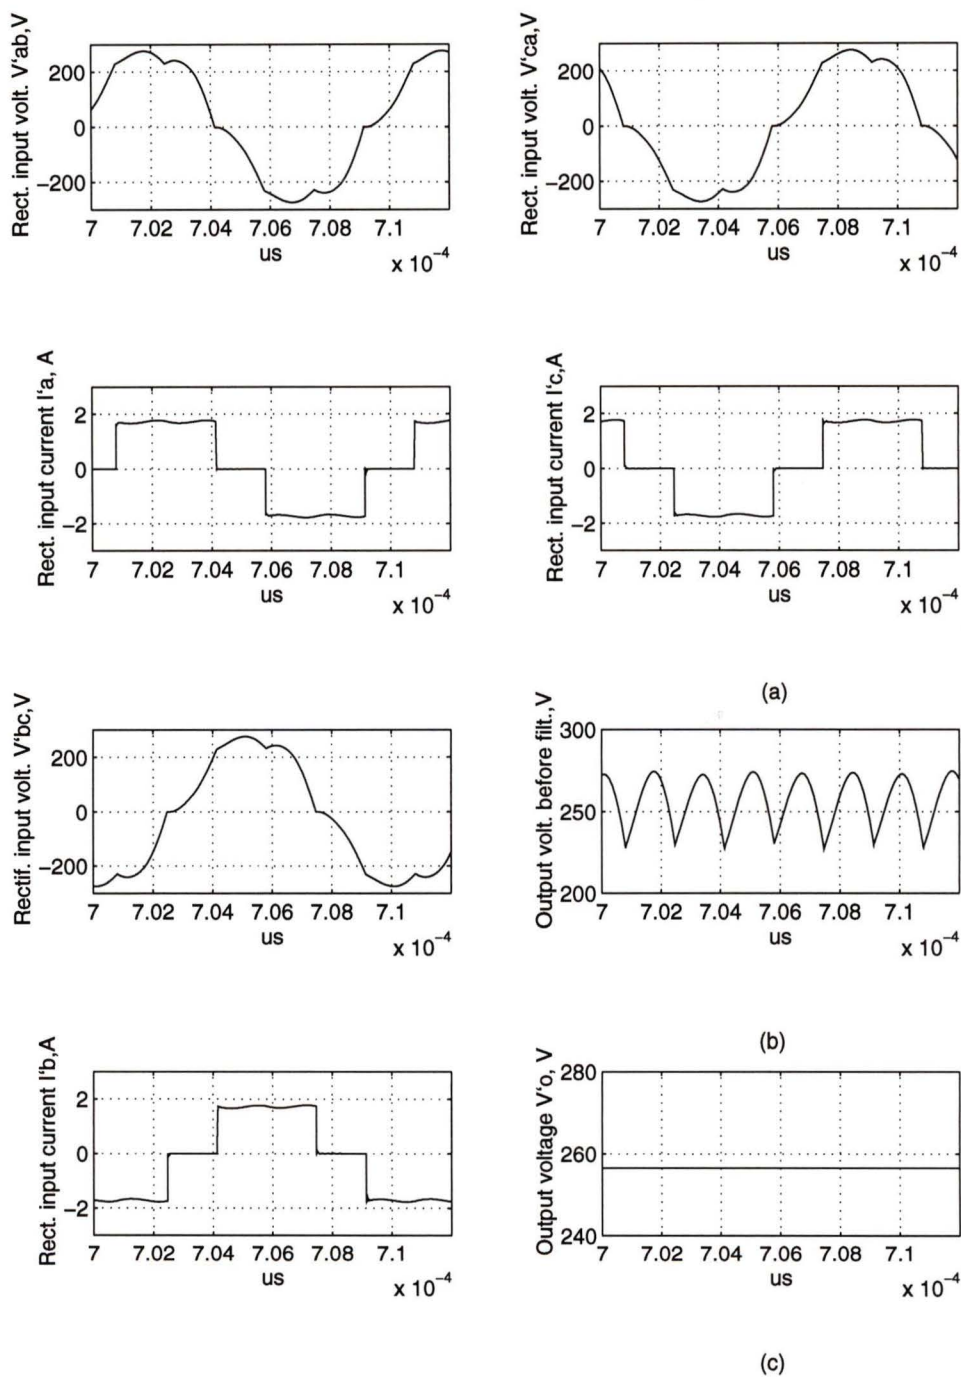 Rect. input volt. V'ab,V
200
0
−200
7 7.02 7.04 7.06 7.08 7.1
us
x 10−4
Rect. input volt. V'ca,V
200
0
−200
7 7.02 7.04 7.06 7.08 7.1
us
x 10−4
Rect. input current I'a, A
2
0
−2
7 7.02 7.04 7.06 7.08 7.1
us
x 10−4
Rect. input current I'c,A
2
0
−2
7 7.02 7.04 7.06 7.08 7.1
us
x 10−4
(a)
Rectif. input volt. V'bc,V
200
0
−200
7 7.02 7.04 7.06 7.08 7.1
us
x 10−4
Output volt. before filt.,V
300
250
200
7 7.02 7.04 7.06 7.08 7.1
us
x 10−4
(b)
Rect. input current I'b,A
2
0
−2
7 7.02 7.04 7.06 7.08 7.1
us
x 10−4
Output voltage V'o, V
280
260
240
7 7.02 7.04 7.06 7.08 7.1
us
x 10−4
(c)